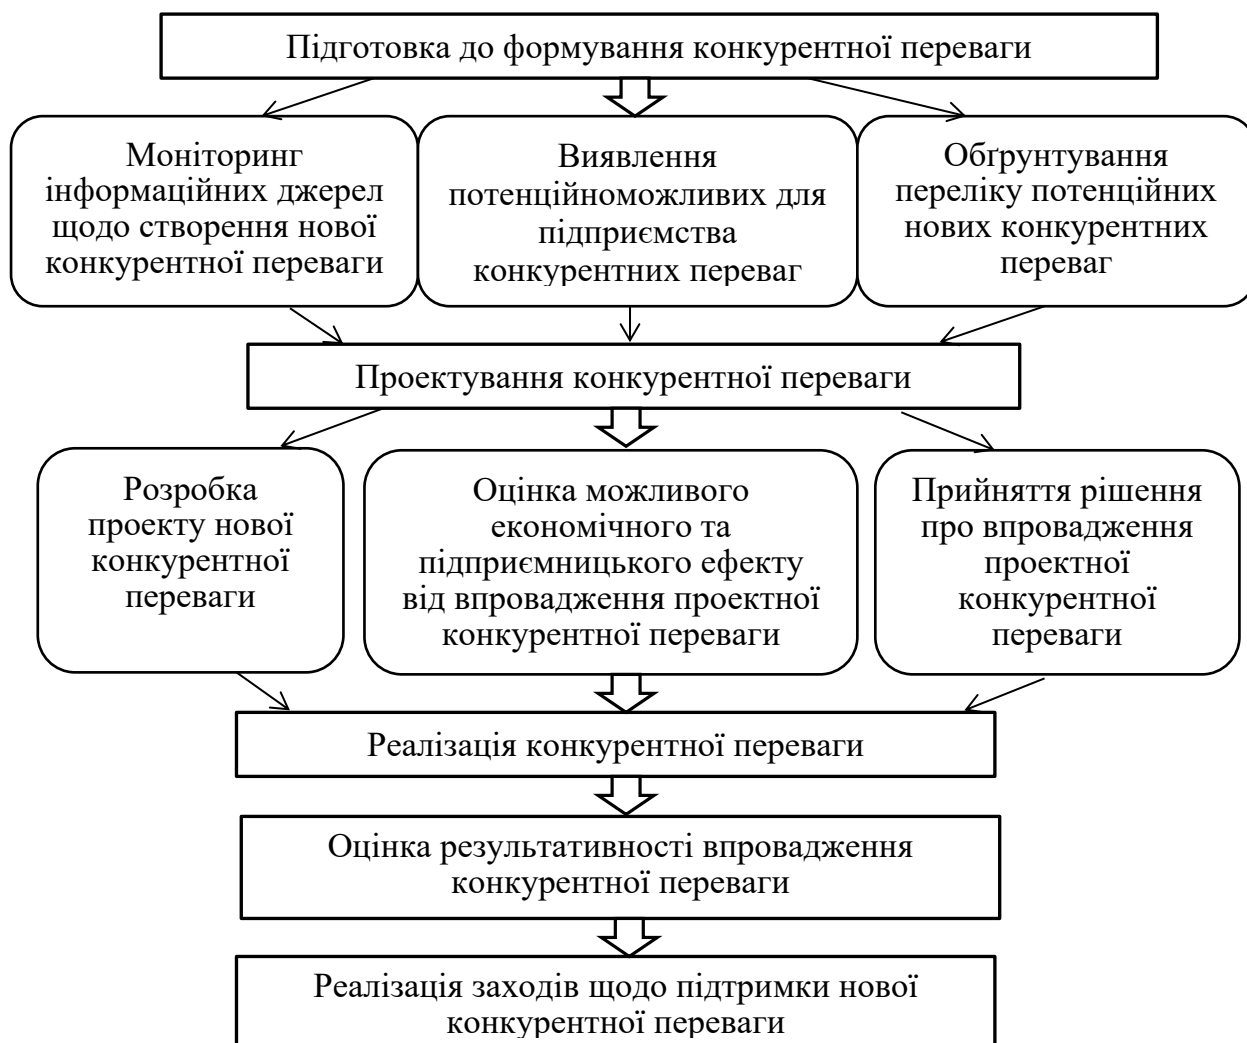 Підготовка до формування конкурентної переваги
Моніторинг
інформаційних джерел
щодо створення нової
конкурентної переваги
Виявлення
потенційноможливих для
підприємства
конкурентних переваг
Обґрунтування
переліку потенційних
нових конкурентних
переваг
Проектування конкурентної переваги
Розробка
проекту нової
конкурентної
переваги
Оцінка можливого
економічного та
підприємницького ефекту
від впровадження проектної
конкурентної переваги
Прийняття рішення
про впровадження
проектної
конкурентної
переваги
Реалізація конкурентної переваги
Оцінка результативності впровадження
конкурентної переваги
Реалізація заходів щодо підтримки нової
конкурентної переваги